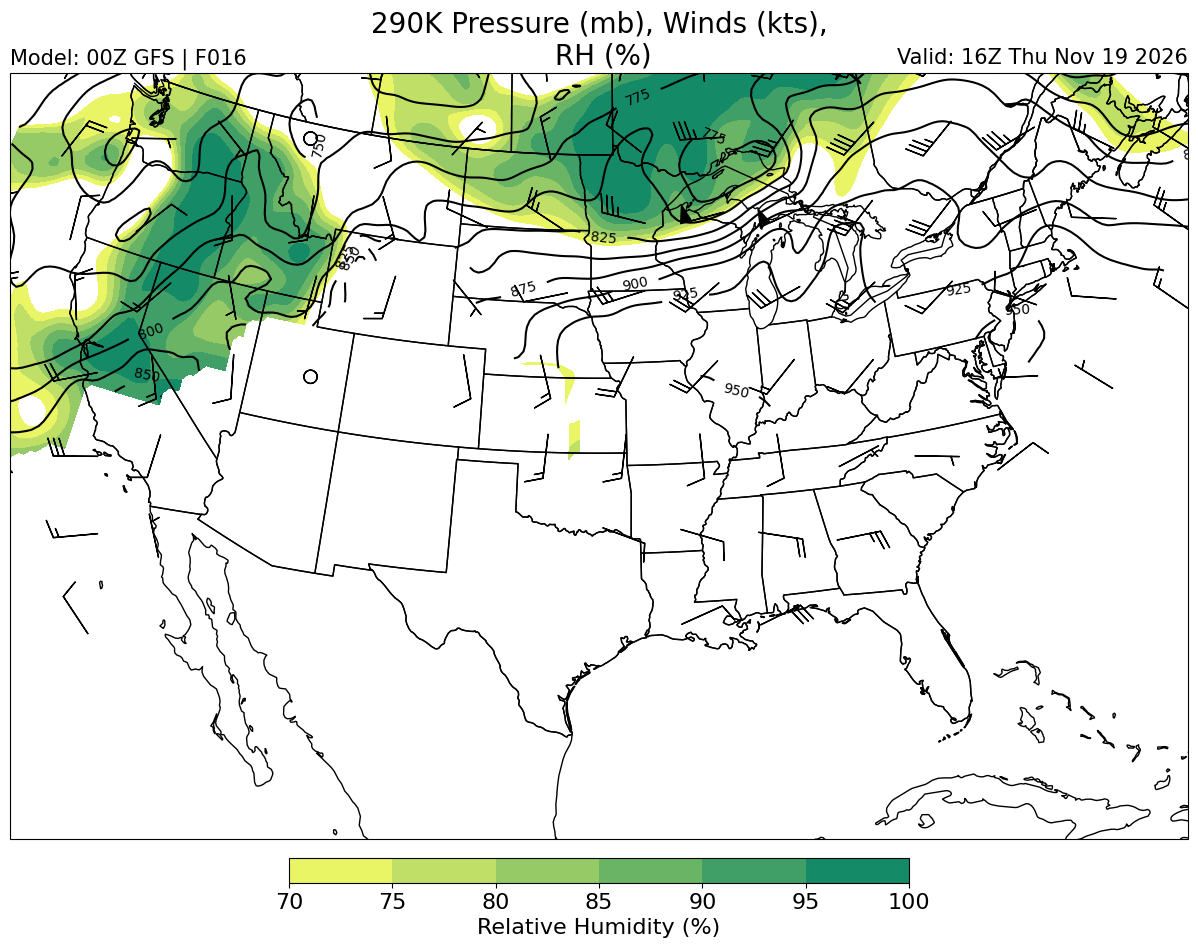 290K Pressure (mb), Winds (kts),
RH (%)
Model: 00Z GFS | F016
Valid: 16Z Thu Nov 19 2026
775
775
750
825
825
850
875
900
925
925
950
800
850
950
70 75 80 85 90 95 100
Relative Humidity (%)